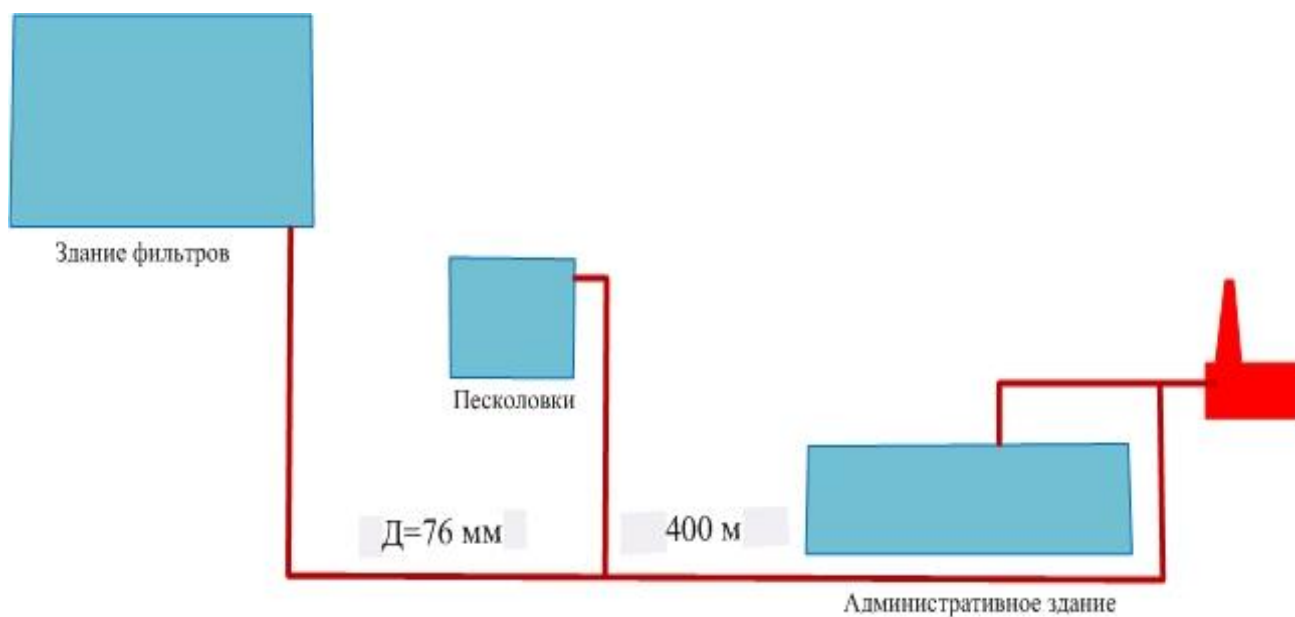 Здание фильтров
Песколовки
Д=76 мм
400 м
Административное здание